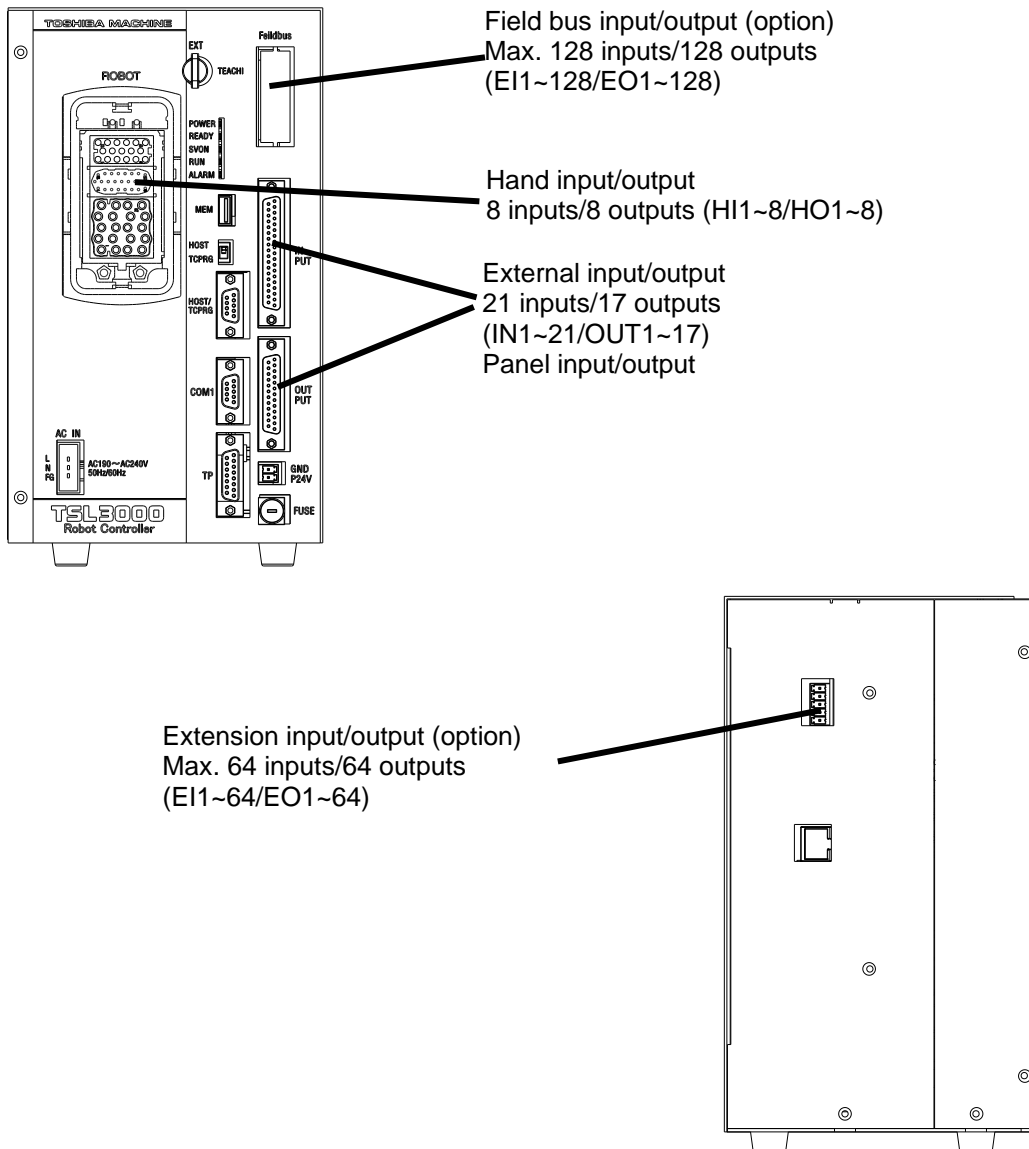 TOSHIBA MACHINE
Feildbus
EXT
TEACHI
ROBOT
POWER
READY
SVON
RUN
ALARM
MEM
HOST
TCPRG
PUT
HOST/
TCPRG
COM1
OUT
PUT
AC IN
L
N
FG
AC190～AC240V
50Hz/60Hz
TP
GND
P24V
FUSE
TSL3000
Robot Controller
Field bus input/output (option)
Max. 128 inputs/128 outputs
(EI1~128/EO1~128)
Hand input/output
8 inputs/8 outputs (HI1~8/HO1~8)
External input/output
21 inputs/17 outputs
(IN1~21/OUT1~17)
Panel input/output
Extension input/output (option)
Max. 64 inputs/64 outputs
(EI1~64/EO1~64)